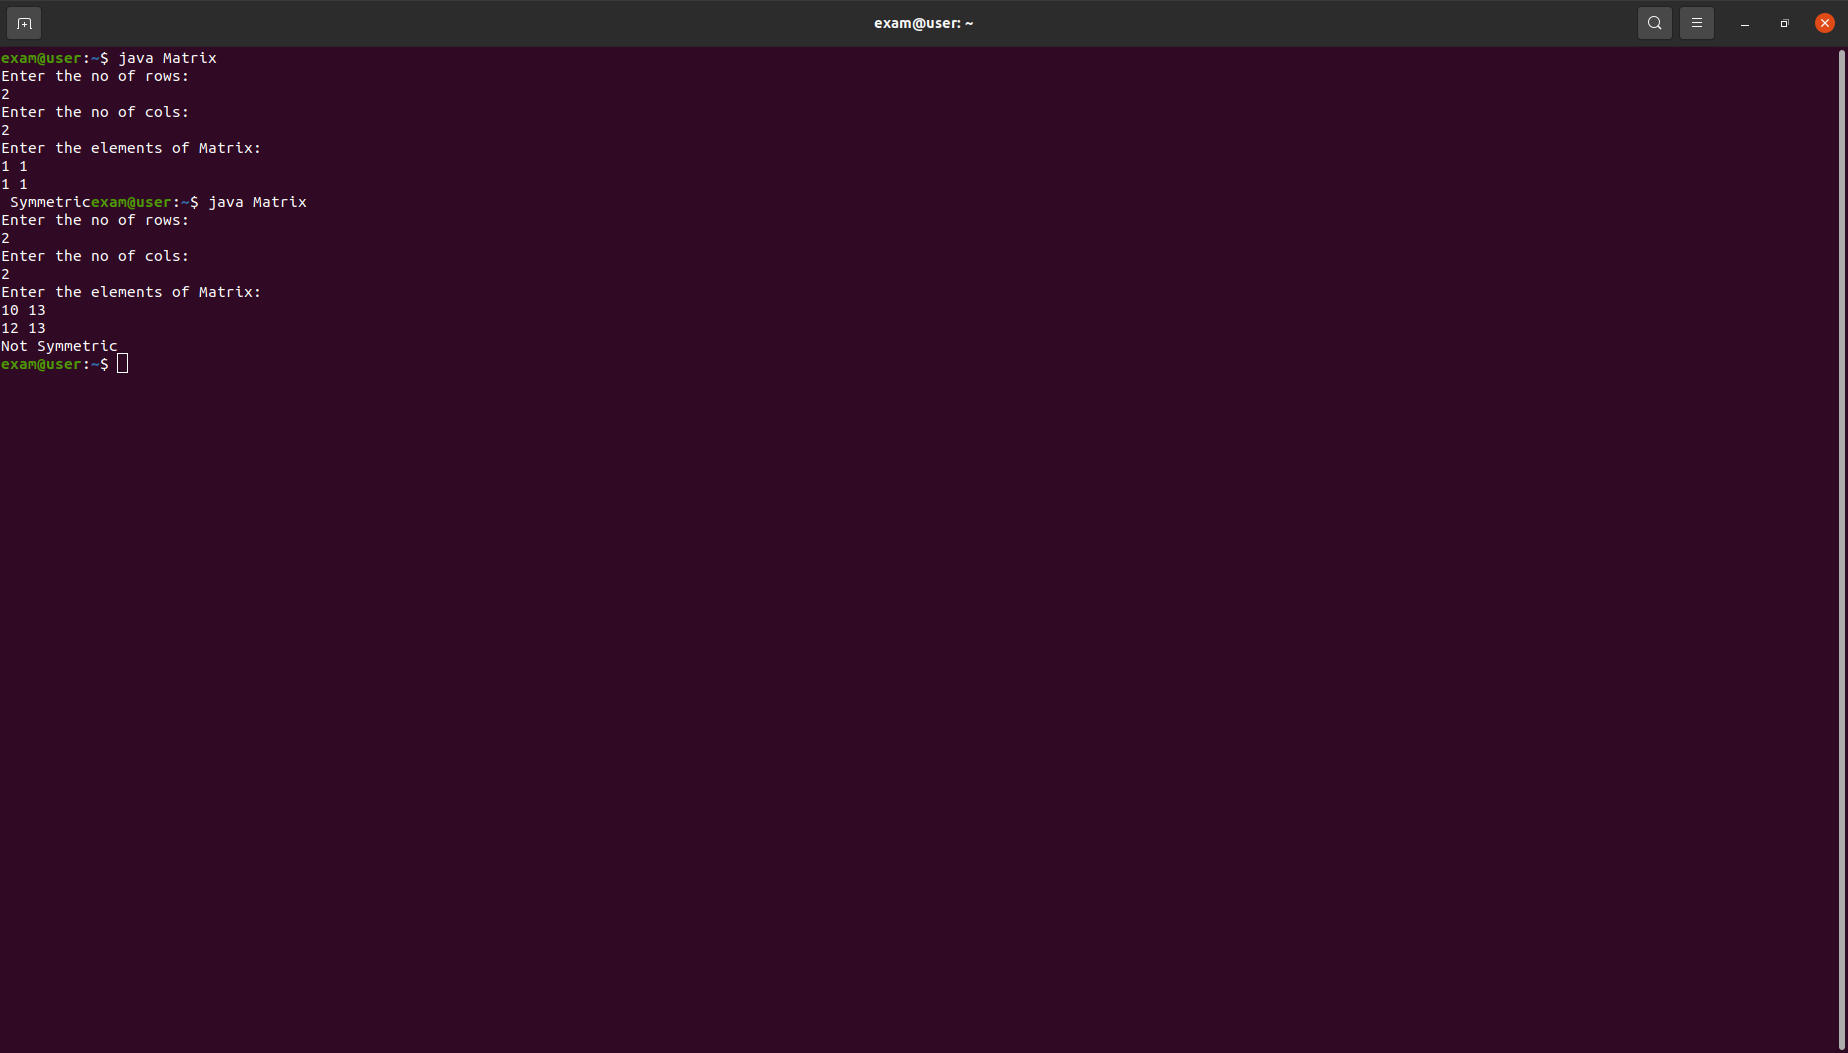 exam@user: ~
exam@user:~$ java Matrix
Enter the no of rows:
2
Enter the no of cols:
2
Enter the elements of Matrix:
1 1
1 1
 Symmetricexam@user:~$ java Matrix
Enter the no of rows:
2
Enter the no of cols:
2
Enter the elements of Matrix:
10 13
12 13
Not Symmetric
exam@user:~$